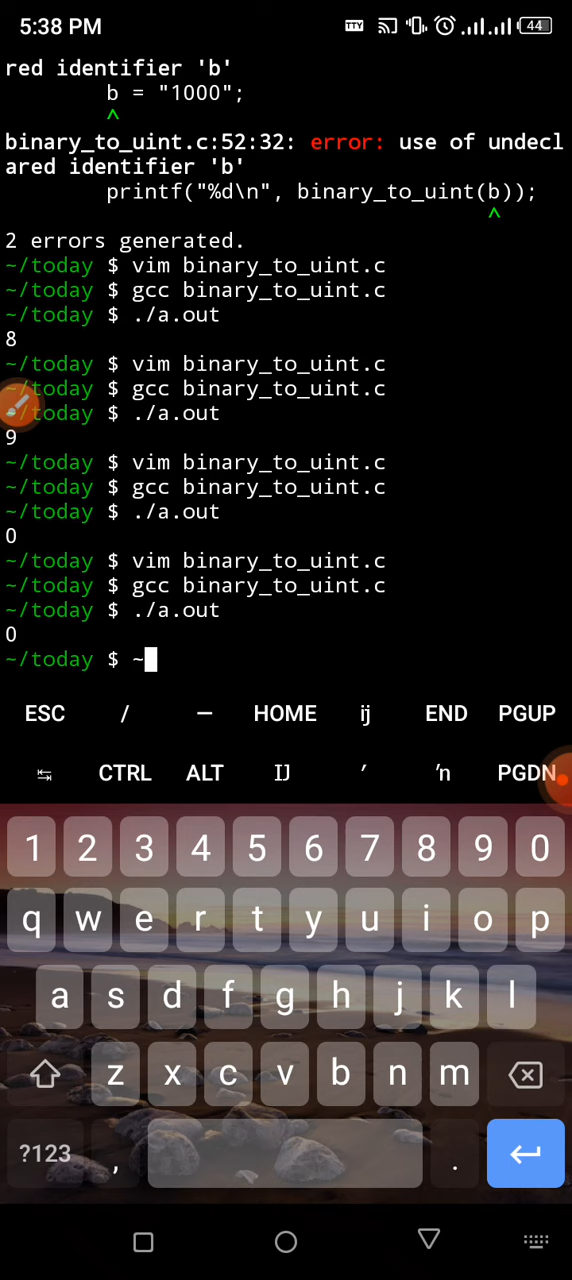 5:38 PM TTY 44
red identifier 'b'
        b = "1000";
        ^
binary_to_uint.c:52:32: error: use of undecl
ared identifier 'b'
        printf("%d\n", binary_to_uint(b));
                                      ^
2 errors generated.
~/today $ vim binary_to_uint.c
~/today $ gcc binary_to_uint.c
~/today $ ./a.out
8
~/today $ vim binary_to_uint.c
~/today $ gcc binary_to_uint.c
~/today $ ./a.out
9
~/today $ vim binary_to_uint.c
~/today $ gcc binary_to_uint.c
~/today $ ./a.out
0
~/today $ vim binary_to_uint.c
~/today $ gcc binary_to_uint.c
~/today $ ./a.out
0
~/today $ ~
ESC / — HOME ĳ END PGUP
↹ CTRL ALT Ĳ ′ ŉ PGDN
1 2 3 4 5 6 7 8 9 0
q w e r t y u i o p
a s d f g h j k l
z x c v b n m
?123 , .